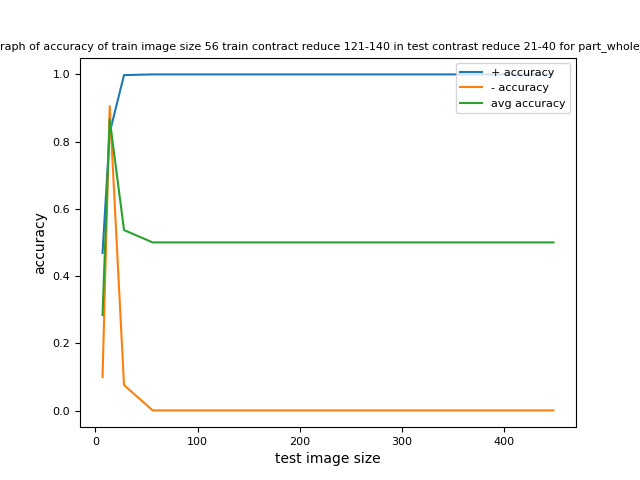 raph of accuracy of train image size 56 train contract reduce 121-140 in test contrast reduce 21-40 for part_whole_
1.0
0.8
0.6
0.4
0.2
0.0
accuracy
+ accuracy
- accuracy
avg accuracy
0 100 200 300 400
test image size